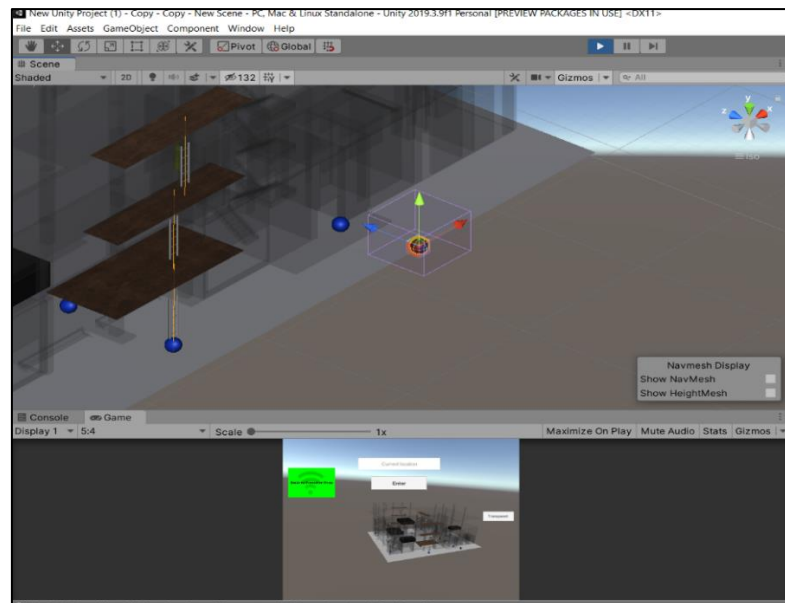 New Unity Project (1) - Copy - Copy - New Scene - PC, Mac & Linux Standalone - Unity 2019.3.9f1 Personal [PREVIEW PACKAGES IN USE] <DX11>
File Edit Assets GameObject Component Window Help
Pivot Global
Scene
Shaded 2D 132 Gizmos All
y
z x
ISO
Navmesh Display
Show NavMesh
Show HeightMesh
Console Game
Display 1 5:4 Scale 1x Maximize On Play Mute Audio Stats Gizmos
Current location
Enter
Transparent